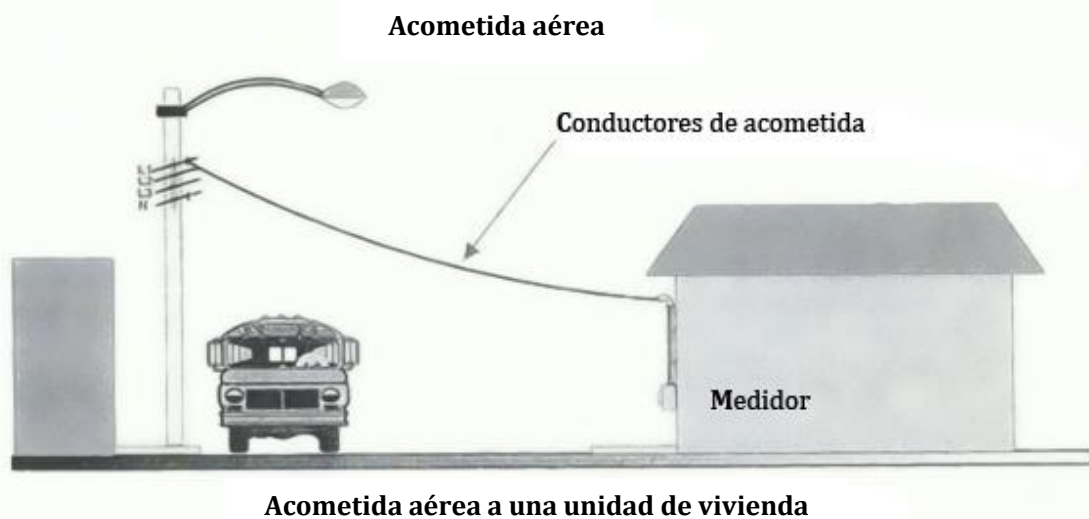 Acometida aérea
Conductores de acometida
N
Medidor
Acometida aérea a una unidad de vivienda